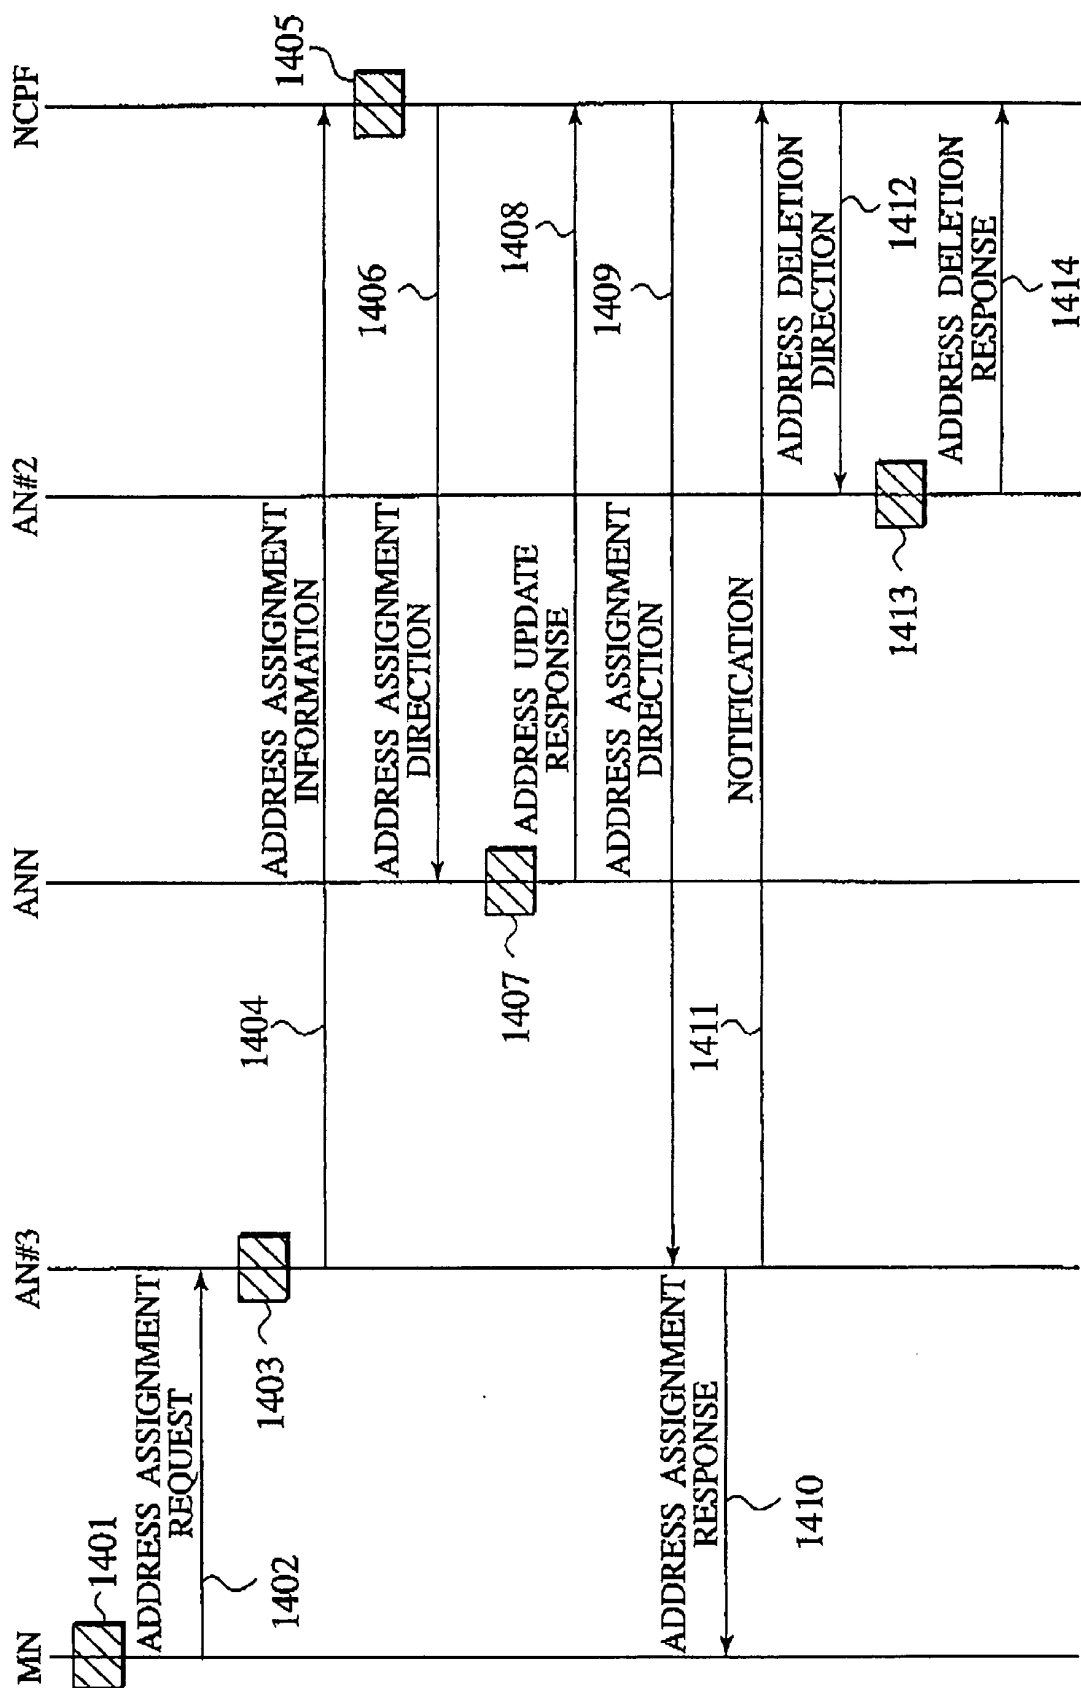 MN
AN#3
ANN
AN#2
NCPF
1401
ADDRESS ASSIGNMENT
REQUEST
1402
1403
ADDRESS ASSIGNMENT
INFORMATION
1404
1405
ADDRESS ASSIGNMENT
DIRECTION
1406
1407
ADDRESS UPDATE
RESPONSE
1408
ADDRESS ASSIGNMENT
DIRECTION
1409
ADDRESS ASSIGNMENT
RESPONSE
1410
NOTIFICATION
1411
ADDRESS DELETION
DIRECTION
1412
1413
ADDRESS DELETION
RESPONSE
1414